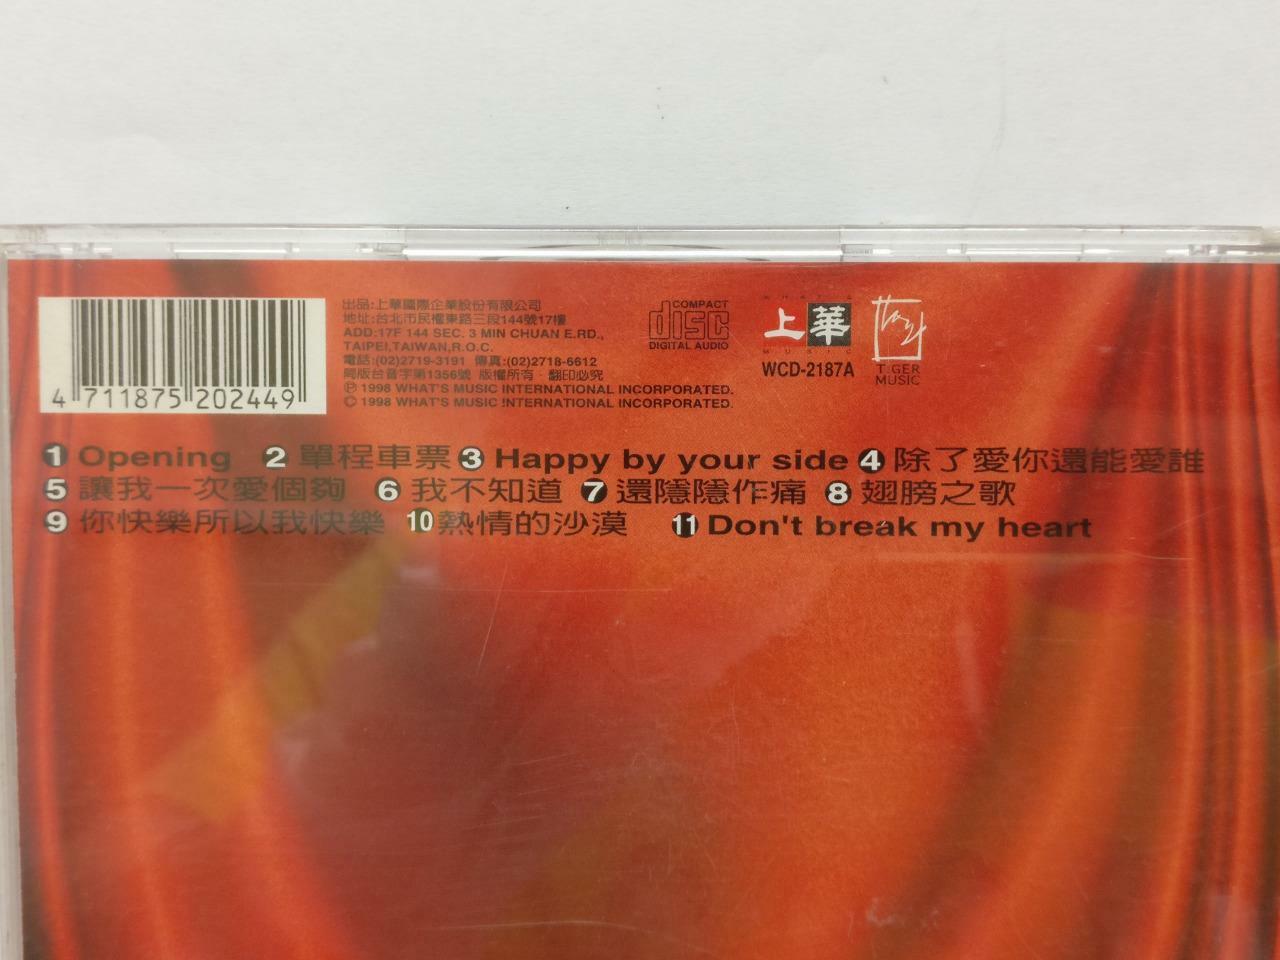 4 711875 202449
出品:上華國際企業股份有限公司
地址:台北市民權東路三段144號17樓
ADD:17F 144 SEC. 3 MIN CHUAN E.RD.,
TAIPEI,TAIWAN,R.O.C.
電話:(02)2719-3191 傳真:(02)2718-6612
局版台音字第1356號 版權所有‧翻印必究
Ⓟ 1998 WHAT'S MUSIC INTERNATIONAL INCORPORATED.
© 1998 WHAT'S MUSIC INTERNATIONAL INCORPORATED.
COMPACT
disc
DIGITAL AUDIO
上華
MUSIC
WCD-2187A
T.GER
MUSIC
1 Opening 2 單程車票 3 Happy by your side 4 除了愛你還能愛誰
5 讓我一次愛個夠 6 我不知道 7 還隱隱作痛 8 翅膀之歌
9 你快樂所以我快樂 10 熱情的沙漠 11 Don't break my heart